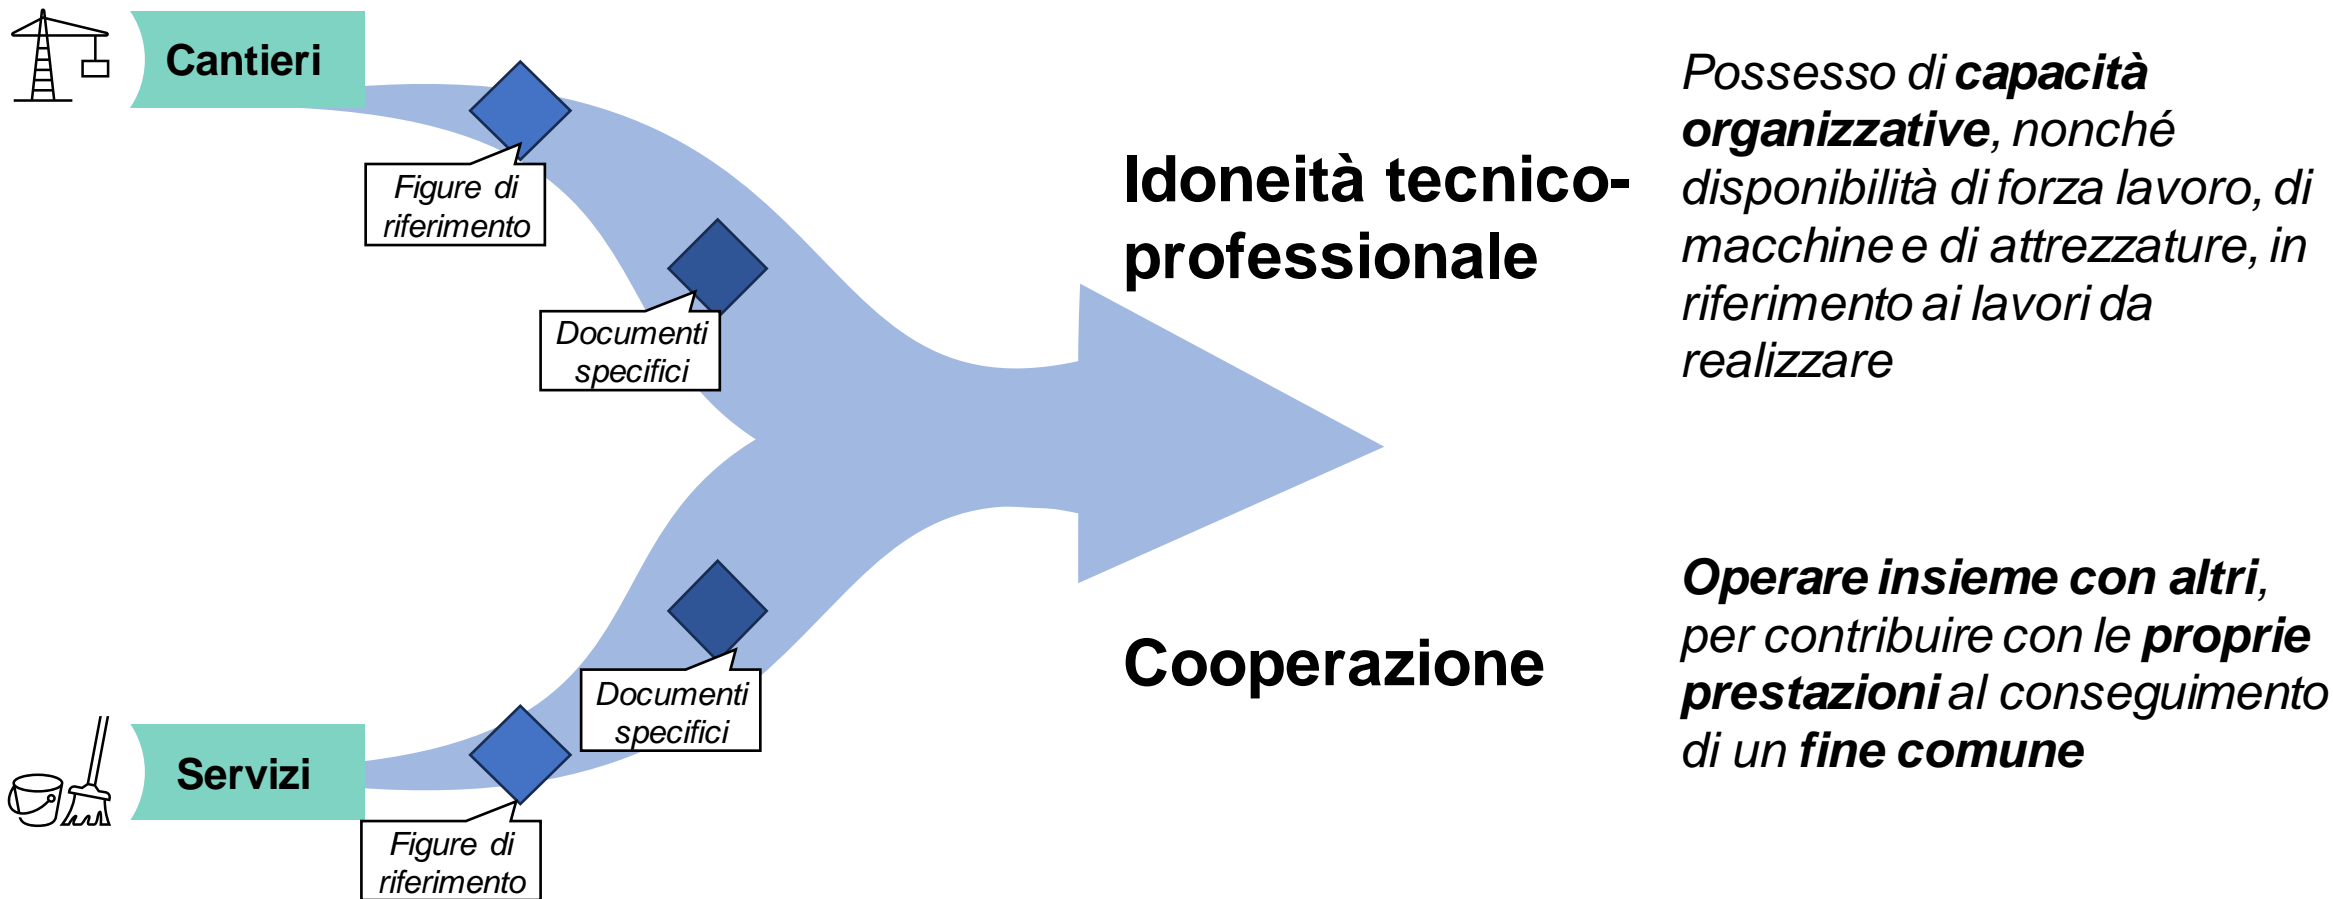 Cantieri
Figure di
riferimento
Documenti
specifici
Idoneità tecnico-
professionale
Possesso di capacità
organizzative, nonché
disponibilità di forza lavoro, di
macchine e di attrezzature, in
riferimento ai lavori da
realizzare
Servizi
Figure di
riferimento
Documenti
specifici
Cooperazione
Operare insieme con altri,
per contribuire con le proprie
prestazioni al conseguimento
di un fine comune